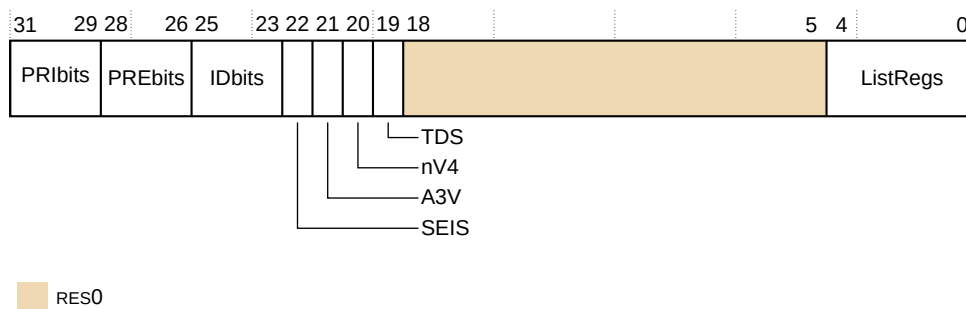 31 29 28 26 25 23 22 21 20 19 18 5 4 0
PRIbits PREbits IDbits ListRegs
TDS
nV4
A3V
SEIS
RES0